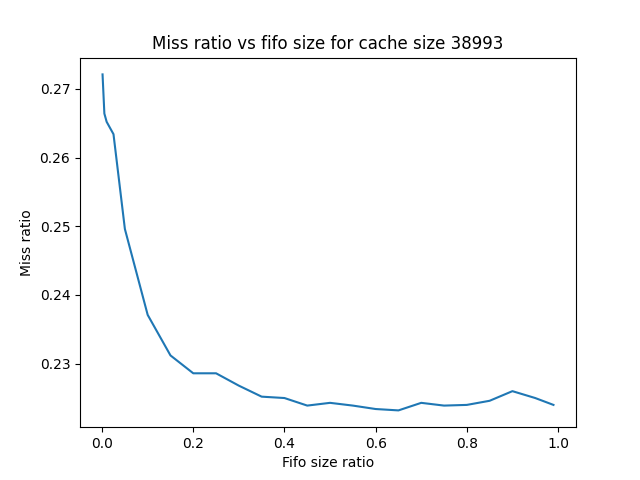 Miss ratio vs fifo size for cache size 38993
0.27
0.26
0.25
0.24
0.23
Miss ratio
0.0 0.2 0.4 0.6 0.8 1.0
Fifo size ratio